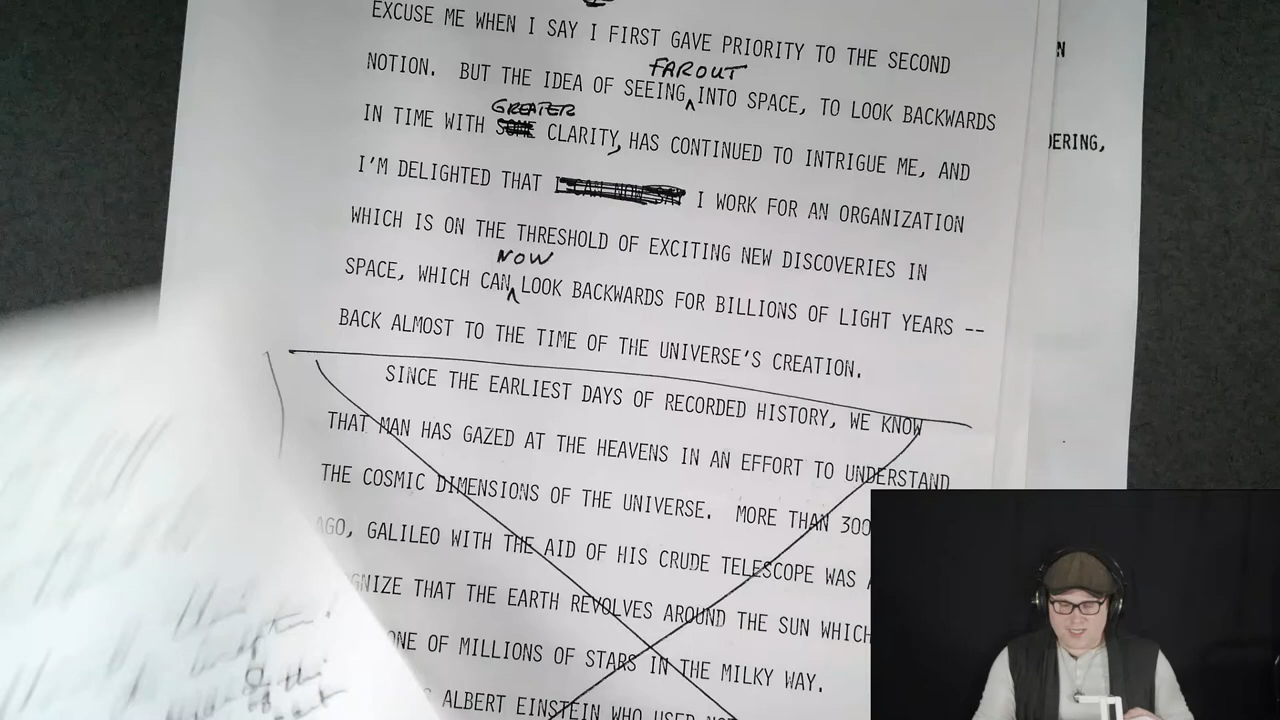 EXCUSE ME WHEN I SAY I FIRST GAVE PRIORITY TO THE SECOND
FAROUT
NOTION. BUT THE IDEA OF SEEING INTO SPACE, TO LOOK BACKWARDS
GREATER
IN TIME WITH SOME CLARITY, HAS CONTINUED TO INTRIGUE ME, AND
I'M DELIGHTED THAT I WORK FOR AN ORGANIZATION
WHICH IS ON THE THRESHOLD OF EXCITING NEW DISCOVERIES IN
NOW
SPACE, WHICH CAN LOOK BACKWARDS FOR BILLIONS OF LIGHT YEARS --
BACK ALMOST TO THE TIME OF THE UNIVERSE'S CREATION.
SINCE THE EARLIEST DAYS OF RECORDED HISTORY, WE KNOW
THAT MAN HAS GAZED AT THE HEAVENS IN AN EFFORT TO UNDERSTAND
THE COSMIC DIMENSIONS OF THE UNIVERSE. MORE THAN 300
AGO, GALILEO WITH THE AID OF HIS CRUDE TELESCOPE WAS
GNIZE THAT THE EARTH REVOLVES AROUND THE SUN WHICH
ONE OF MILLIONS OF STARS IN THE MILKY WAY.
ALBERT EINSTEIN WHO USED
DERING,